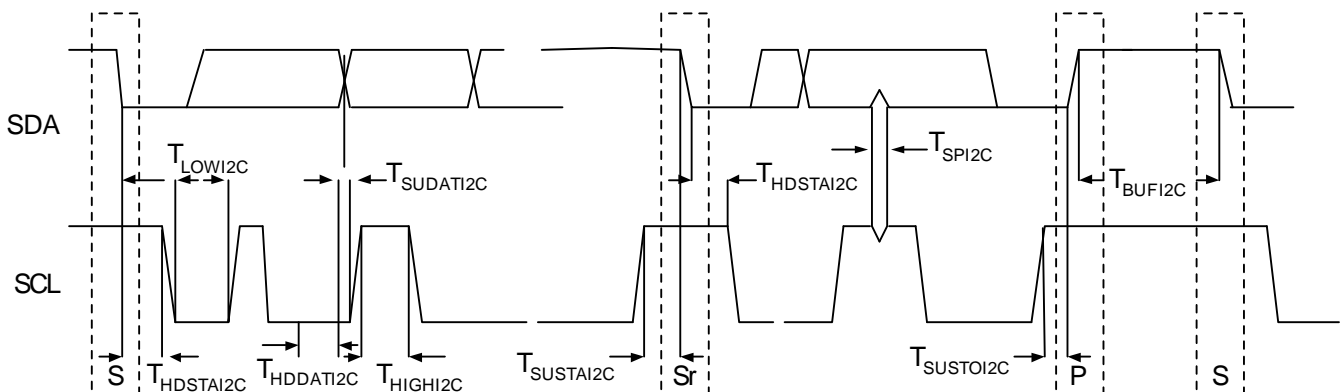 SDA
T_LOWI2C
T_SUDATI2C
T_HDSTAI2C
T_SPI2C
T_BUFI2C
SCL
S
T_HDSTAI2C
T_HDDATI2C
T_HIGHI2C
T_SUSTAI2C
Sr
T_SUSTOI2C
P
S